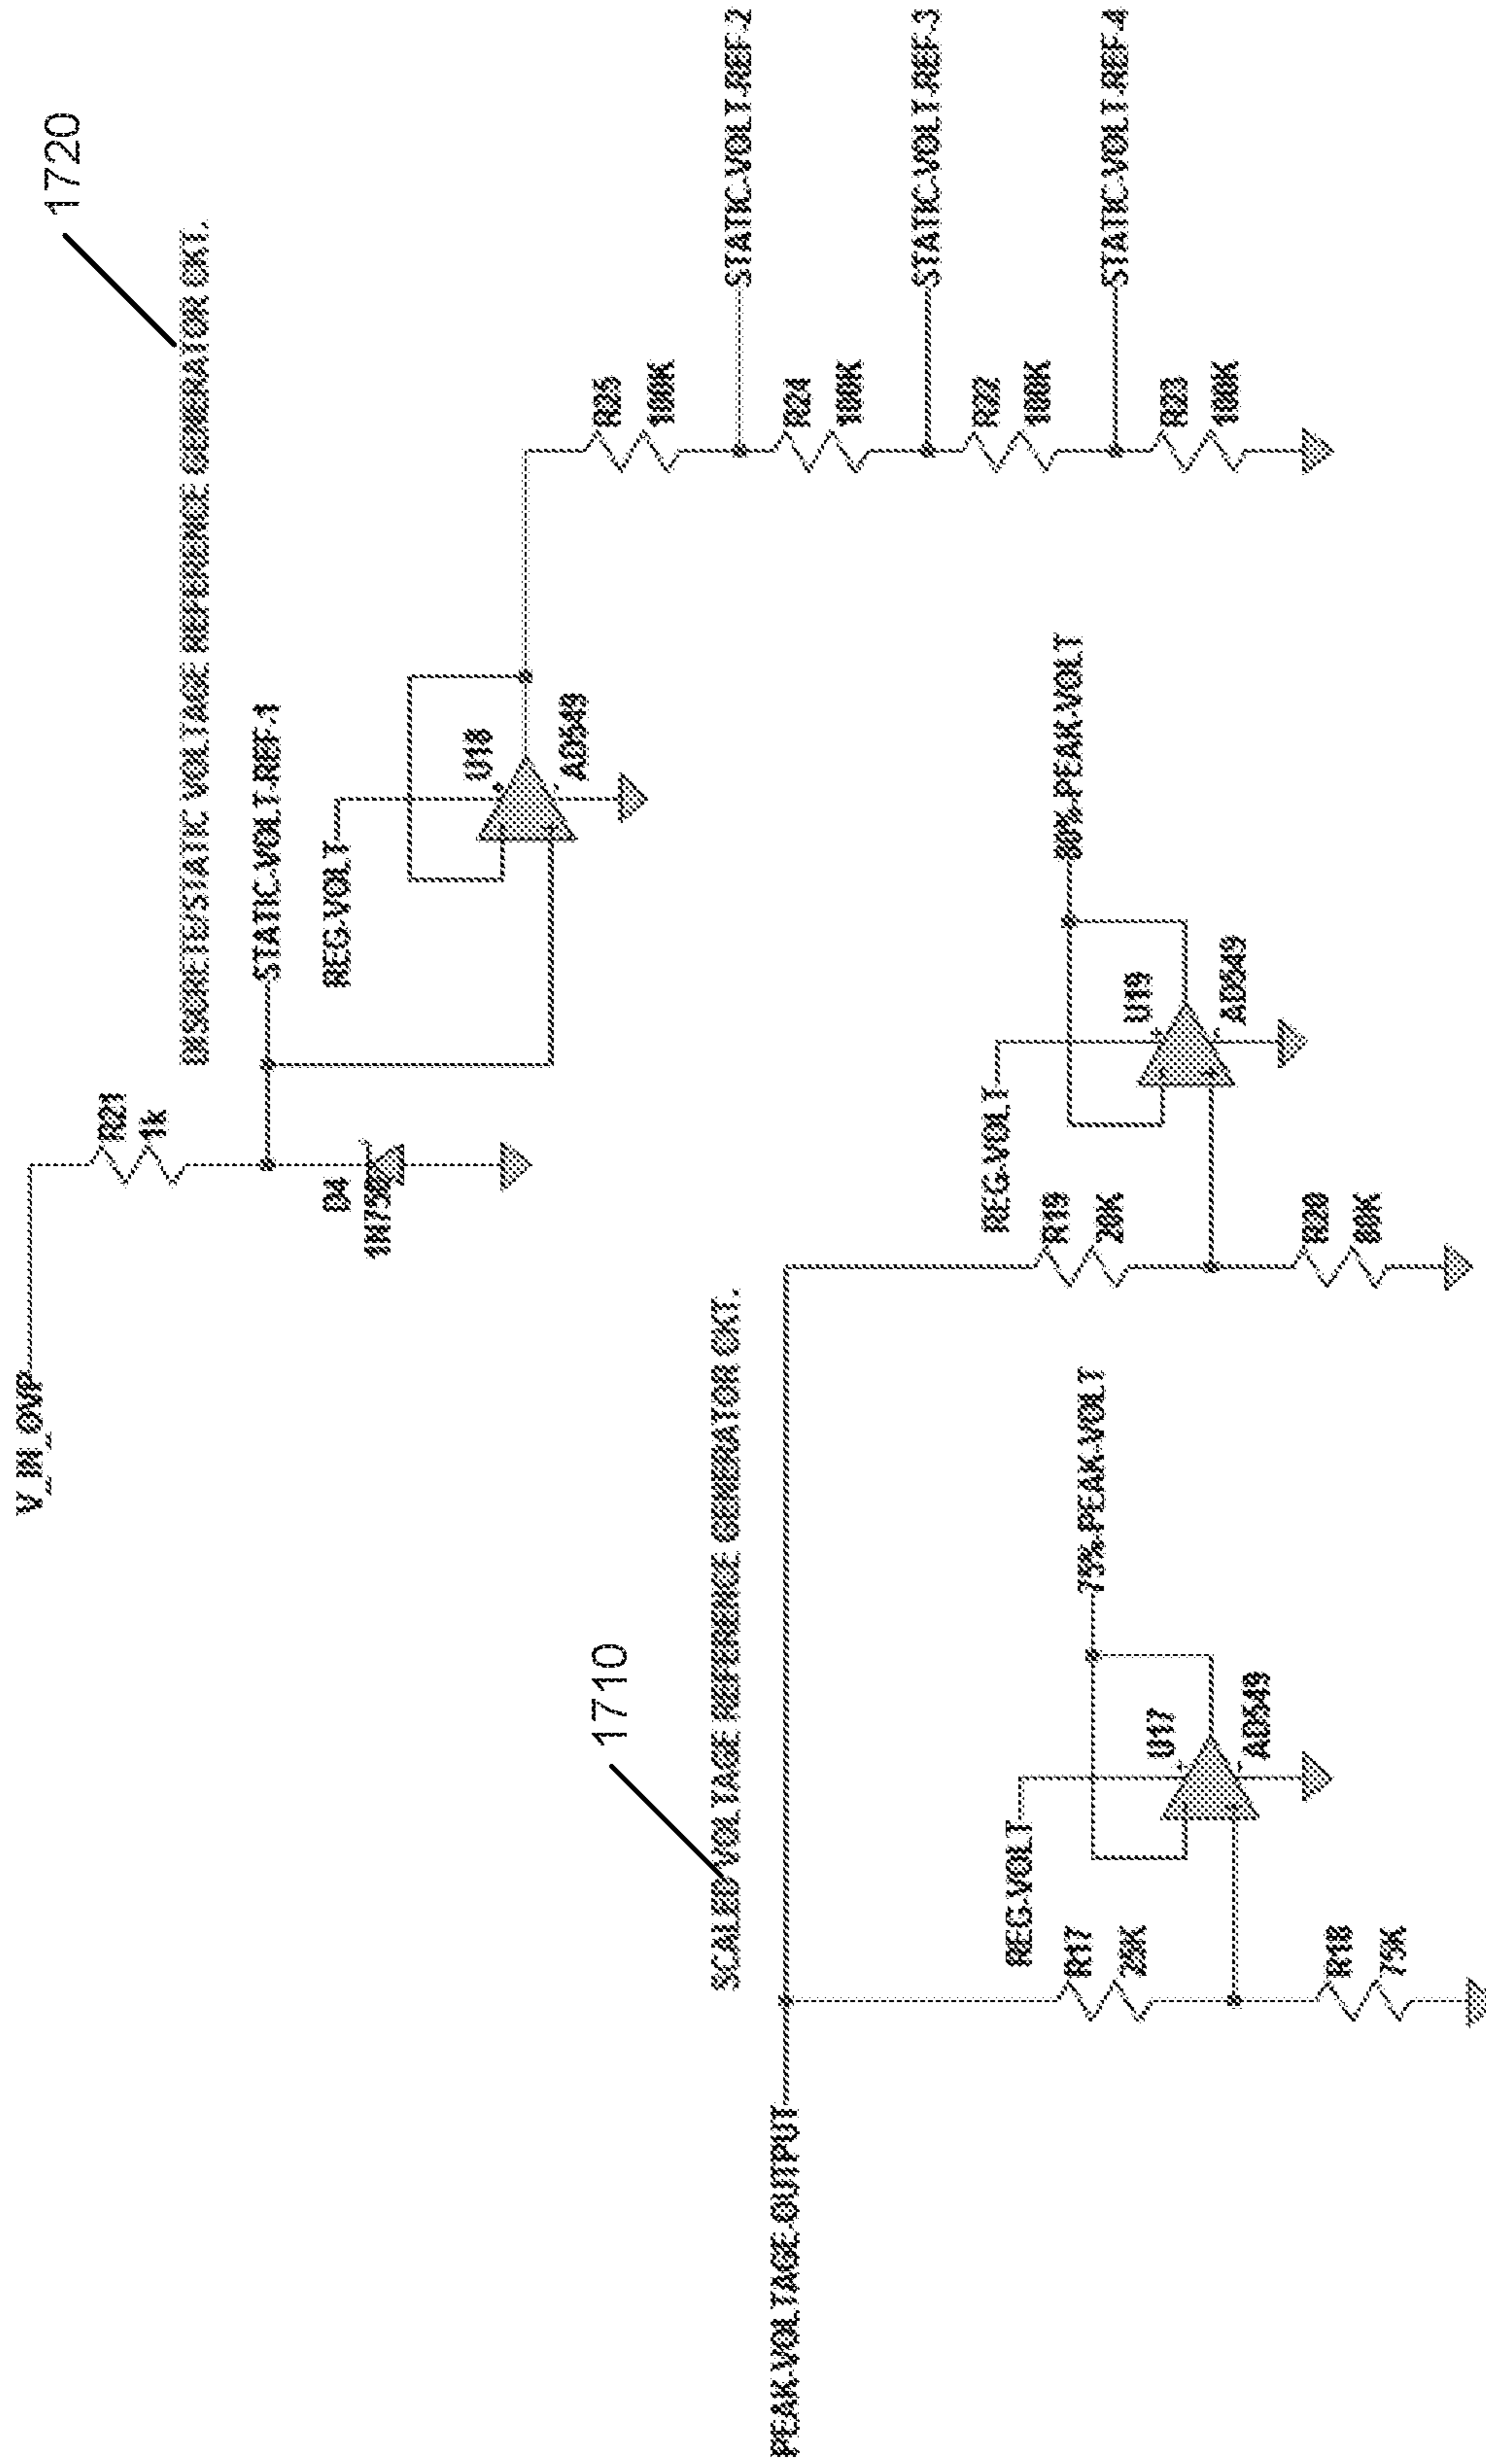 1720
DISCRETE/STATIC VOLTAGE REFERENCE GENERATOR CKT.
V_IN_OVP
R21
1k
STATIC-VOLT-REF-1
D4
1N758
REG-VOLT
U18
AD549
R25
100K
STATIC-VOLT-REF-2
R24
100K
STATIC-VOLT-REF-3
R22
100K
STATIC-VOLT-REF-4
R23
100K
1710
SCALED VOLTAGE REFERENCE GENERATOR CKT.
PEAK-VOLTAGE-OUTPUT
R17
25K
R18
75K
REG-VOLT
U17
AD549
75%-PEAK-VOLT
R19
20K
R20
80K
REG-VOLT
U19
AD549
80%-PEAK-VOLT